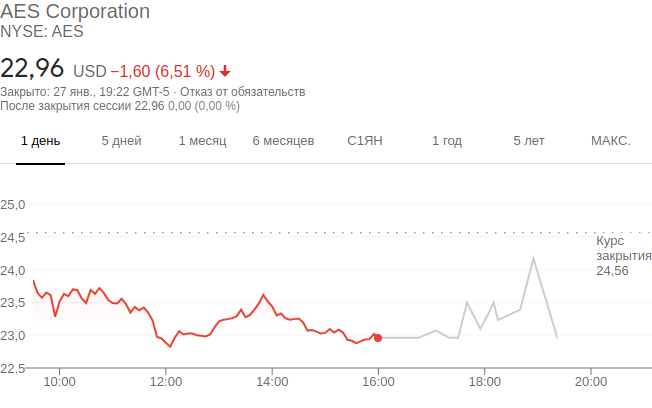 AES Corporation
NYSE: AES
22,96 USD −1,60 (6,51 %)
Закрыто: 27 янв., 19:22 GMT-5 · Отказ от обязательств
После закрытия сессии 22,96 0,00 (0,00 %)
1 день 5 дней 1 месяц 6 месяцев С1ЯН 1 год 5 лет МАКС.
25,0
24,5
Курс
закрытия
24,56
24,0
23,5
23,0
22,5
10:00 12:00 14:00 16:00 18:00 20:00